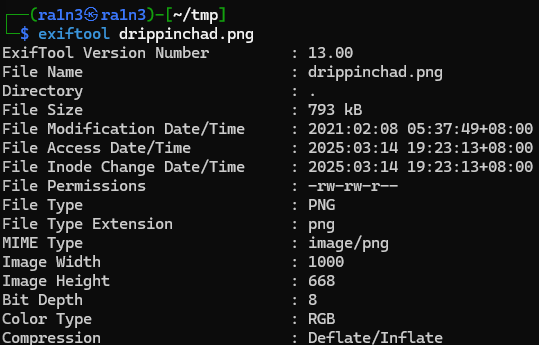 ┌──(ra1n3㉿ra1n3)-[~/tmp]
└─$ exiftool drippinchad.png
ExifTool Version Number         : 13.00
File Name                       : drippinchad.png
Directory                       : .
File Size                       : 793 kB
File Modification Date/Time     : 2021:02:08 05:37:49+08:00
File Access Date/Time           : 2025:03:14 19:23:13+08:00
File Inode Change Date/Time     : 2025:03:14 19:23:13+08:00
File Permissions                : -rw-rw-r--
File Type                       : PNG
File Type Extension             : png
MIME Type                       : image/png
Image Width                     : 1000
Image Height                    : 668
Bit Depth                       : 8
Color Type                      : RGB
Compression                     : Deflate/Inflate